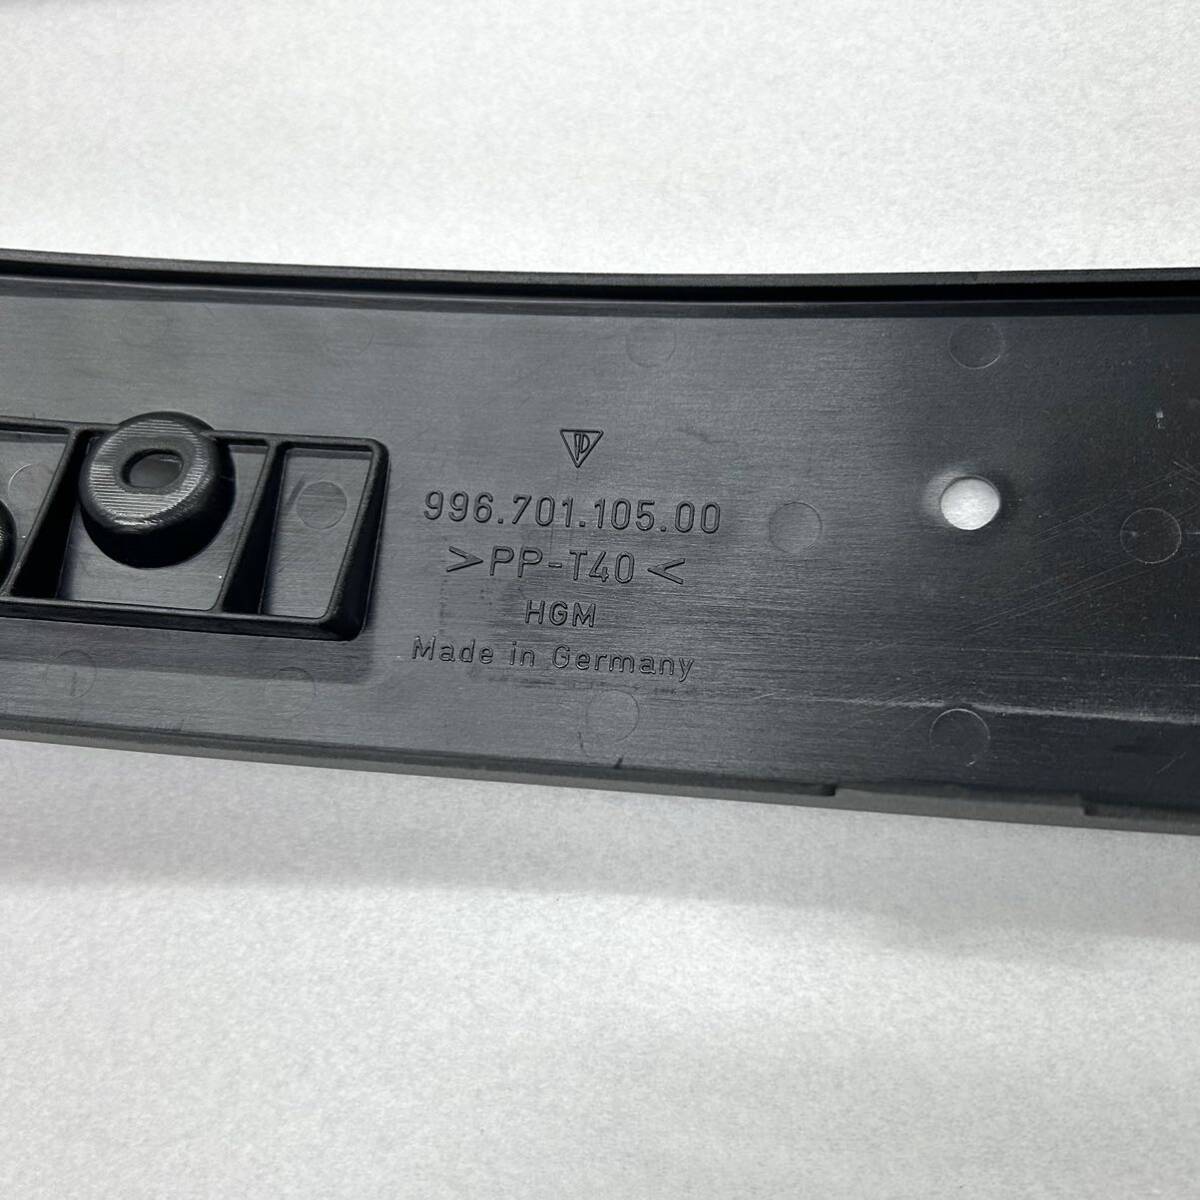 996.701.105.00
>PP-T40<
HGM
Made in Germany